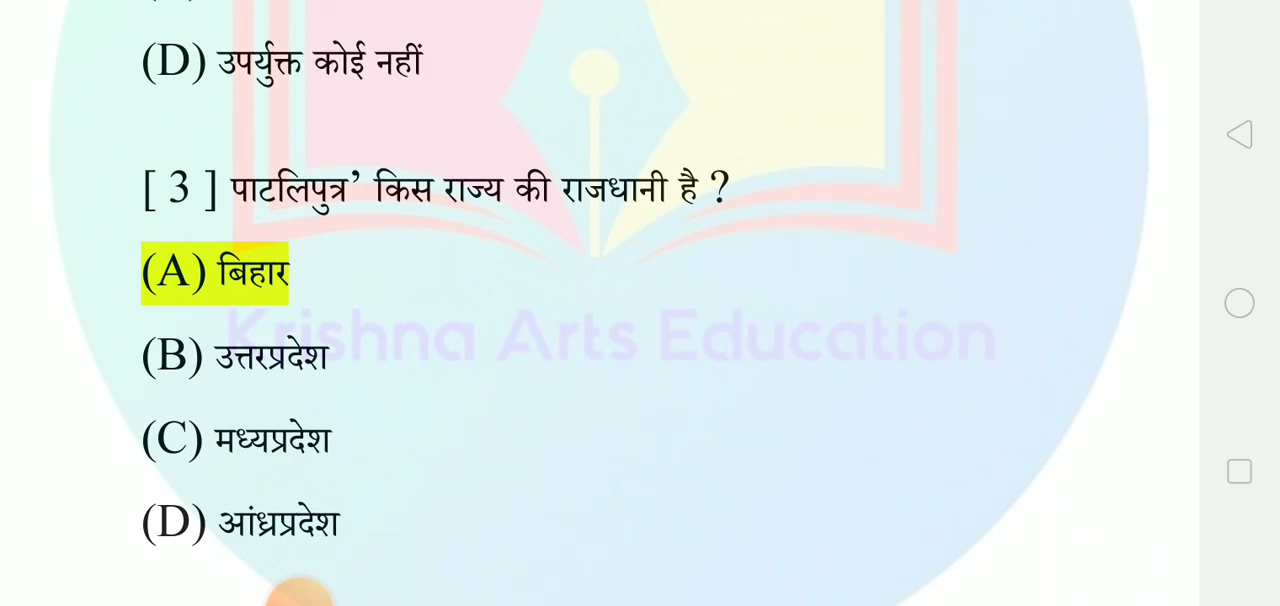 (D) उपर्युक्त कोई नहीं
[ 3 ] पाटलिपुत्र’ किस राज्य की राजधानी है ?
(A) बिहार
Krishna Arts Education
(B) उत्तरप्रदेश
(C) मध्यप्रदेश
(D) आंध्रप्रदेश